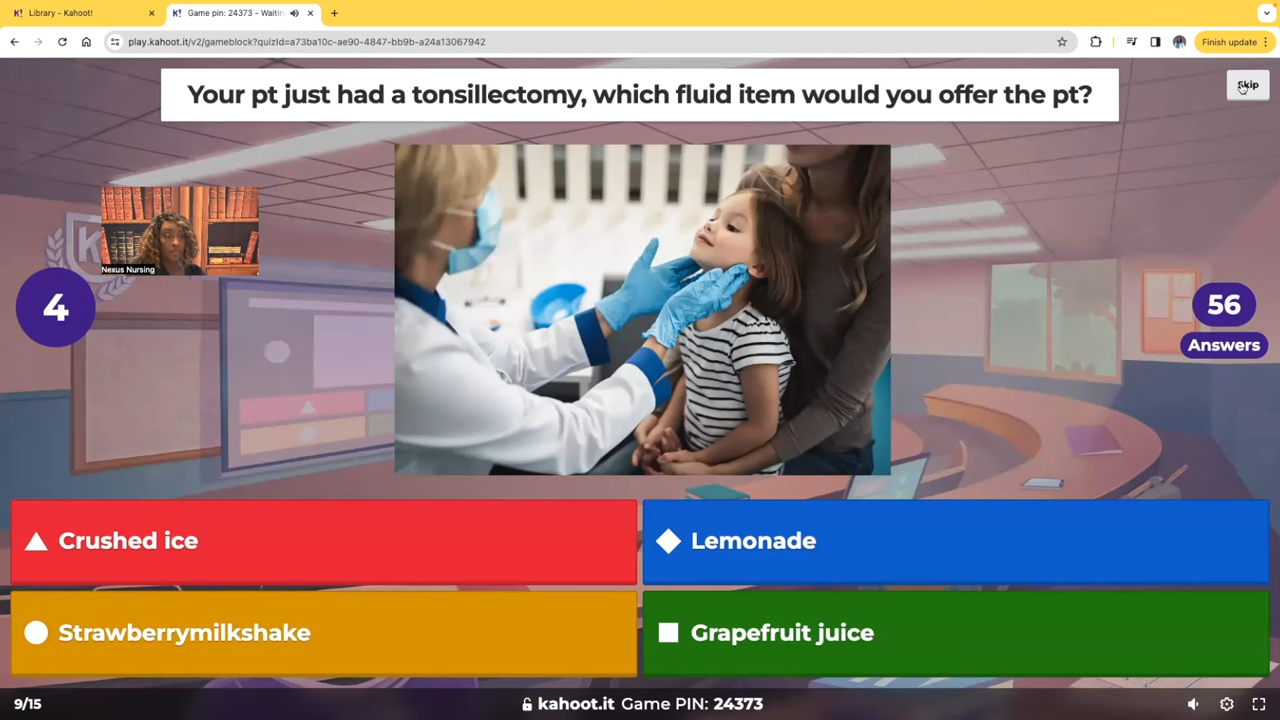 Library - Kahoot!
Game pin: 24373 - Waitin
play.kahoot.it/v2/gameblock?quizId=a73ba10c-ae90-4847-bb9b-a24a13067942
Finish update
Your pt just had a tonsillectomy, which fluid item would you offer the pt?
Skip
Nexus Nursing
4
56
Answers
Crushed ice
Lemonade
Strawberrymilkshake
Grapefruit juice
9/15
kahoot.it Game PIN: 24373